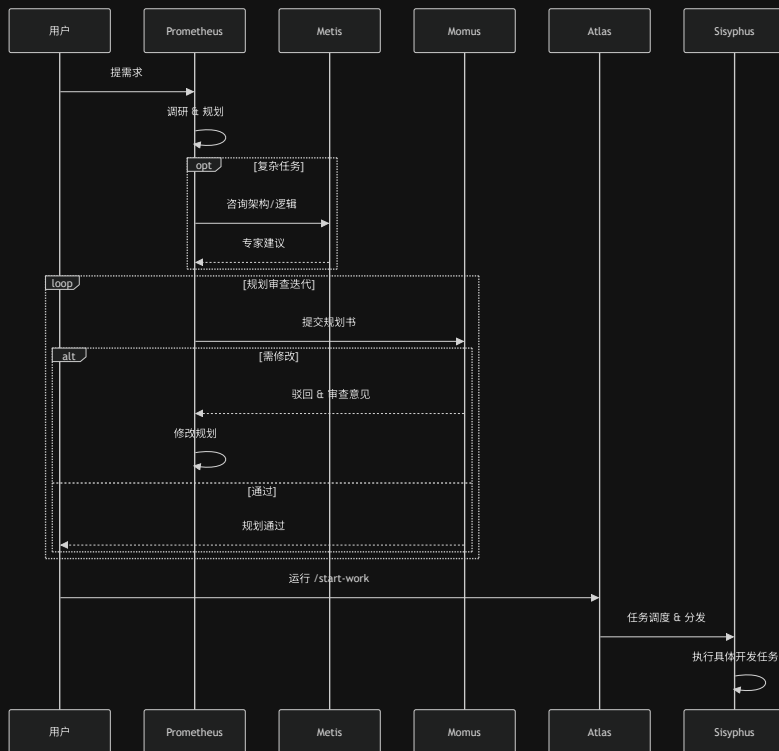 用户
Prometheus
Metis
Momus
Atlas
Sisyphus
提需求
调研 & 规划
opt
[复杂任务]
咨询架构/逻辑
专家建议
loop
[规划审查迭代]
提交规划书
alt
[需修改]
驳回 & 审查意见
修改规划
[通过]
规划通过
运行 /start-work
任务调度 & 分发
执行具体开发任务
用户
Prometheus
Metis
Momus
Atlas
Sisyphus